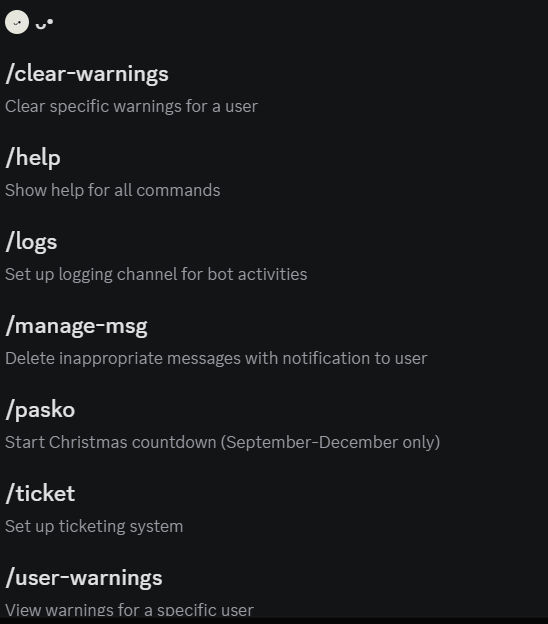 ᴗ•
/clear-warnings
Clear specific warnings for a user
/help
Show help for all commands
/logs
Set up logging channel for bot activities
/manage-msg
Delete inappropriate messages with notification to user
/pasko
Start Christmas countdown (September-December only)
/ticket
Set up ticketing system
/user-warnings
View warnings for a specific user